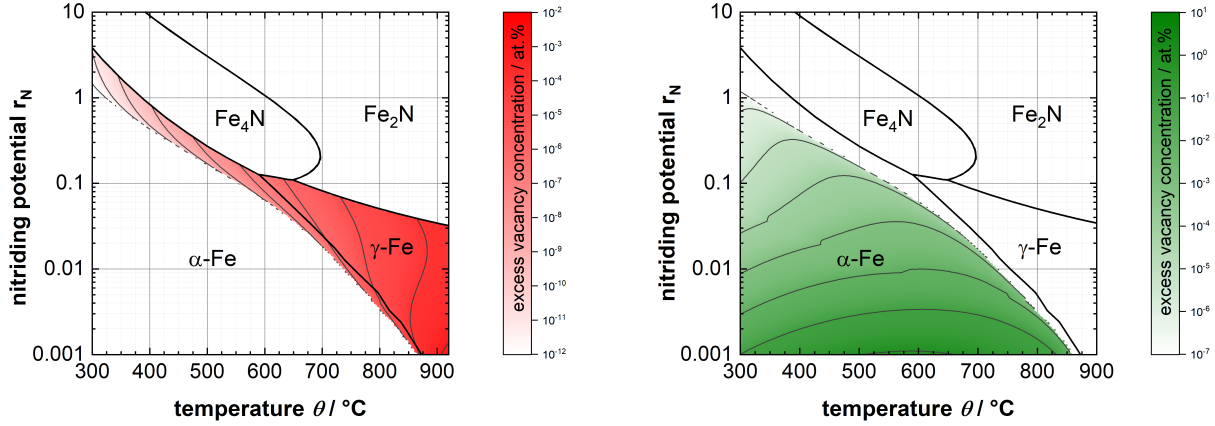 10
1
0.1
0.01
0.001
nitriding potential r_N
300 400 500 600 700 800 900
temperature θ / °C
Fe₄N
Fe₂N
α-Fe
γ-Fe
excess vacancy concentration / at.%
10⁻²
10⁻³
10⁻⁴
10⁻⁵
10⁻⁶
10⁻⁷
10⁻⁸
10⁻⁹
10⁻¹⁰
10⁻¹¹
10⁻¹²
10
1
0.1
0.01
0.001
nitriding potential r_N
300 400 500 600 700 800 900
temperature θ / °C
Fe₄N
Fe₂N
α-Fe
γ-Fe
excess vacancy concentration / at.%
10¹
10⁰
10⁻¹
10⁻²
10⁻³
10⁻⁴
10⁻⁵
10⁻⁶
10⁻⁷